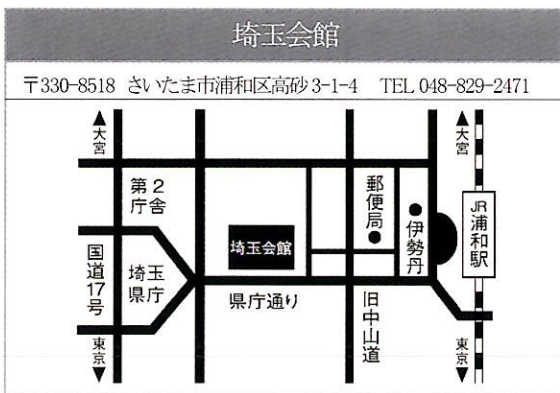 埼玉会館
〒330-8518 さいたま市浦和区高砂3-1-4 TEL 048-829-2471
▲大宮
▲大宮
第2庁舎
郵便局
伊勢丹
JR浦和駅
埼玉会館
国道17号
埼玉県庁
県庁通り
旧中山道
東京▼
東京▼